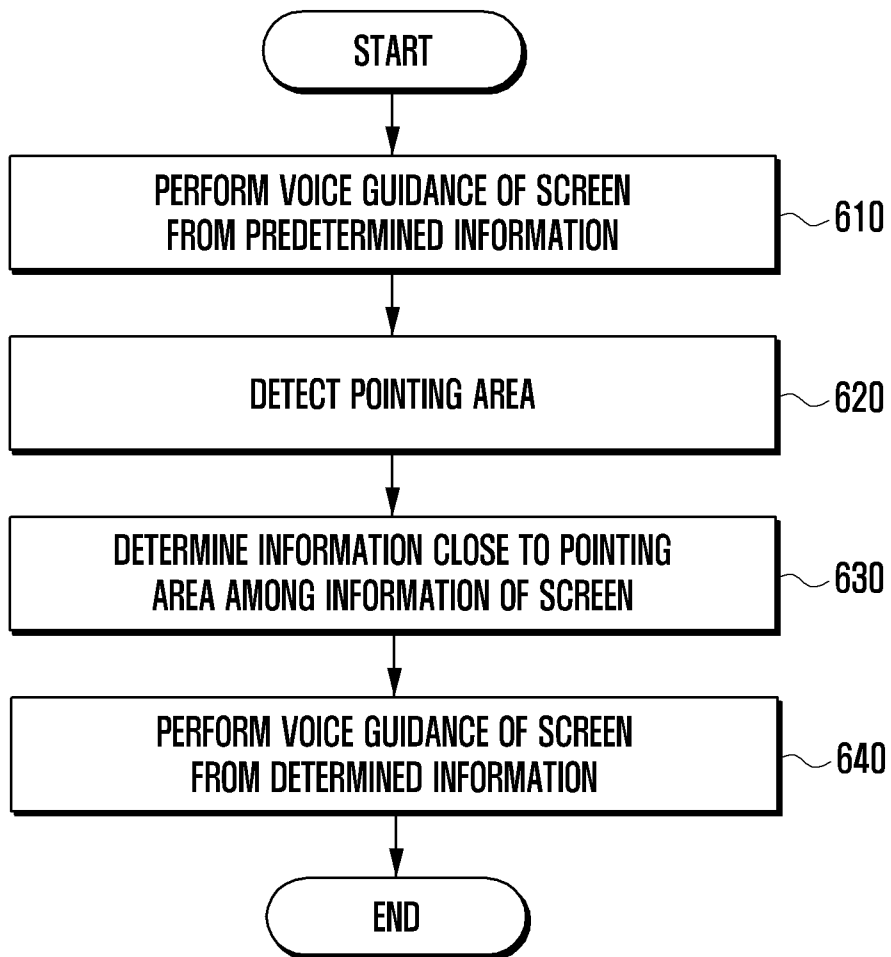 START
PERFORM VOICE GUIDANCE OF SCREEN
FROM PREDETERMINED INFORMATION
610
DETECT POINTING AREA
620
DETERMINE INFORMATION CLOSE TO POINTING
AREA AMONG INFORMATION OF SCREEN
630
PERFORM VOICE GUIDANCE OF SCREEN
FROM DETERMINED INFORMATION
640
END